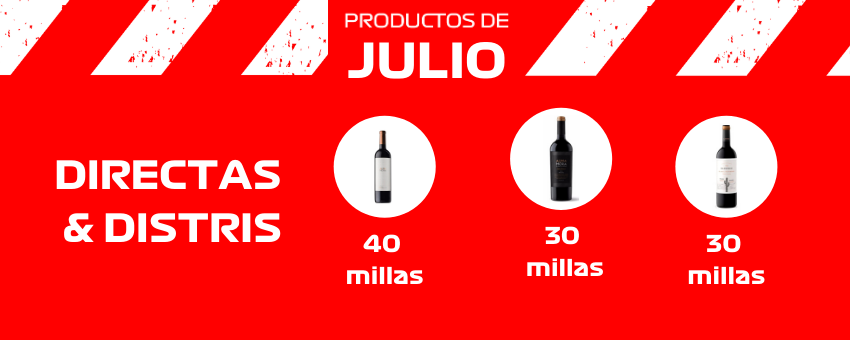 PRODUCTOS DE
JULIO
DIRECTAS
& DISTRIS
40
millas
30
millas
30
millas